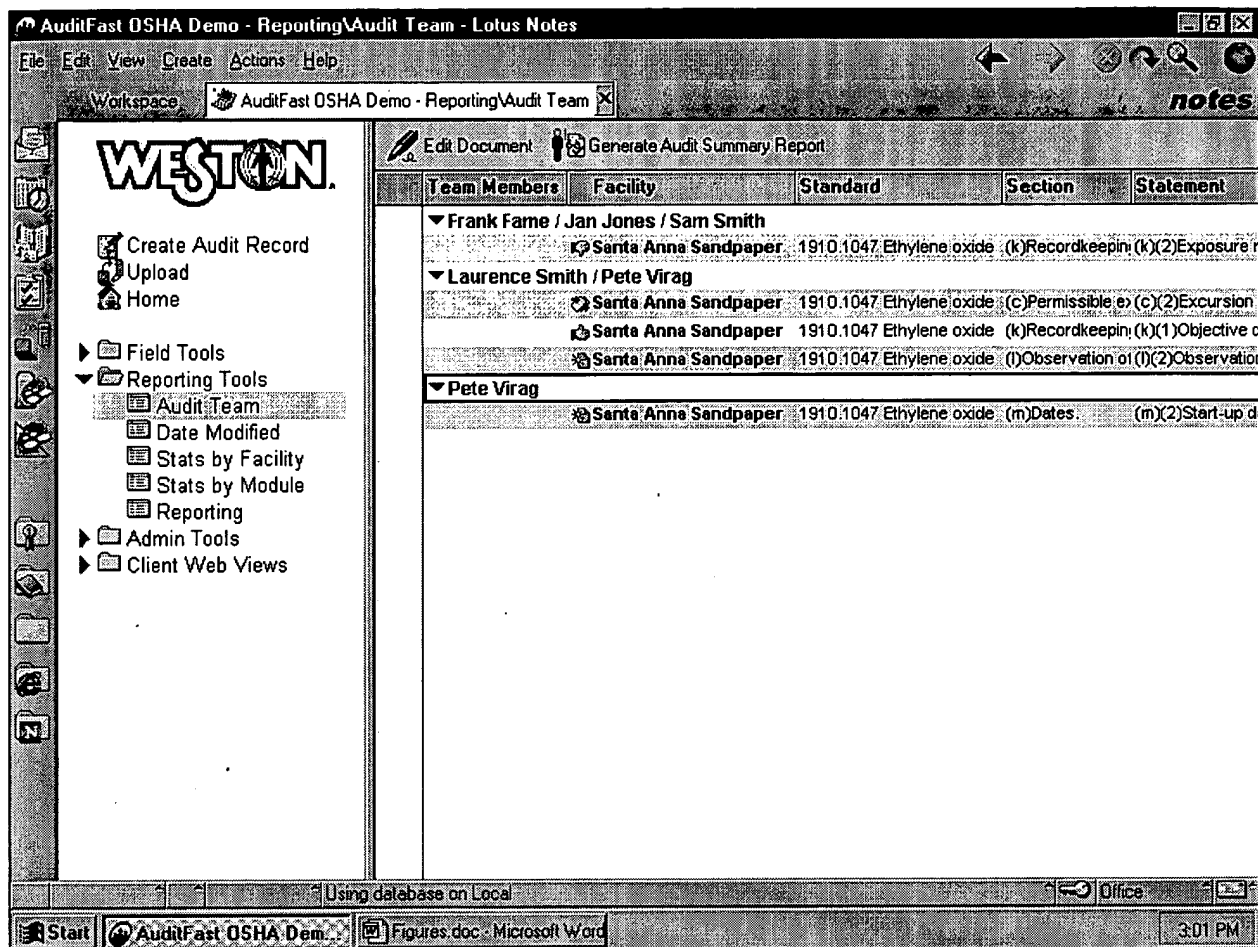 AuditFast OSHA Demo - Reporting\Audit Team - Lotus Notes
File Edit View Create Actions Help
Workspace AuditFast OSHA Demo - Reporting\Audit Team
notes
WESTON.
Create Audit Record
Upload
Home
Field Tools
Reporting Tools
Audit Team
Date Modified
Stats by Facility
Stats by Module
Reporting
Admin Tools
Client Web Views
Edit Document Generate Audit Summary Report
Team Members Facility Standard Section Statement
Frank Fame / Jan Jones / Sam Smith
Santa Anna Sandpaper 1910.1047 Ethylene oxide (k)Recordkeepin (k)(2)Exposure
Laurence Smith / Pete Virag
Santa Anna Sandpaper 1910.1047 Ethylene oxide (c)Permissible (c)(2)Excursion
Santa Anna Sandpaper 1910.1047 Ethylene oxide (k)Recordkeepin (k)(1)Objective
Santa Anna Sandpaper 1910.1047 Ethylene oxide (l)Observation (l)(2)Observation
Pete Virag
Santa Anna Sandpaper 1910.1047 Ethylene oxide (m)Dates. (m)(2)Start-up d
Using database on Local
Office
Start AuditFast OSHA Dem... Figures.doc - Microsoft Word 3:01 PM